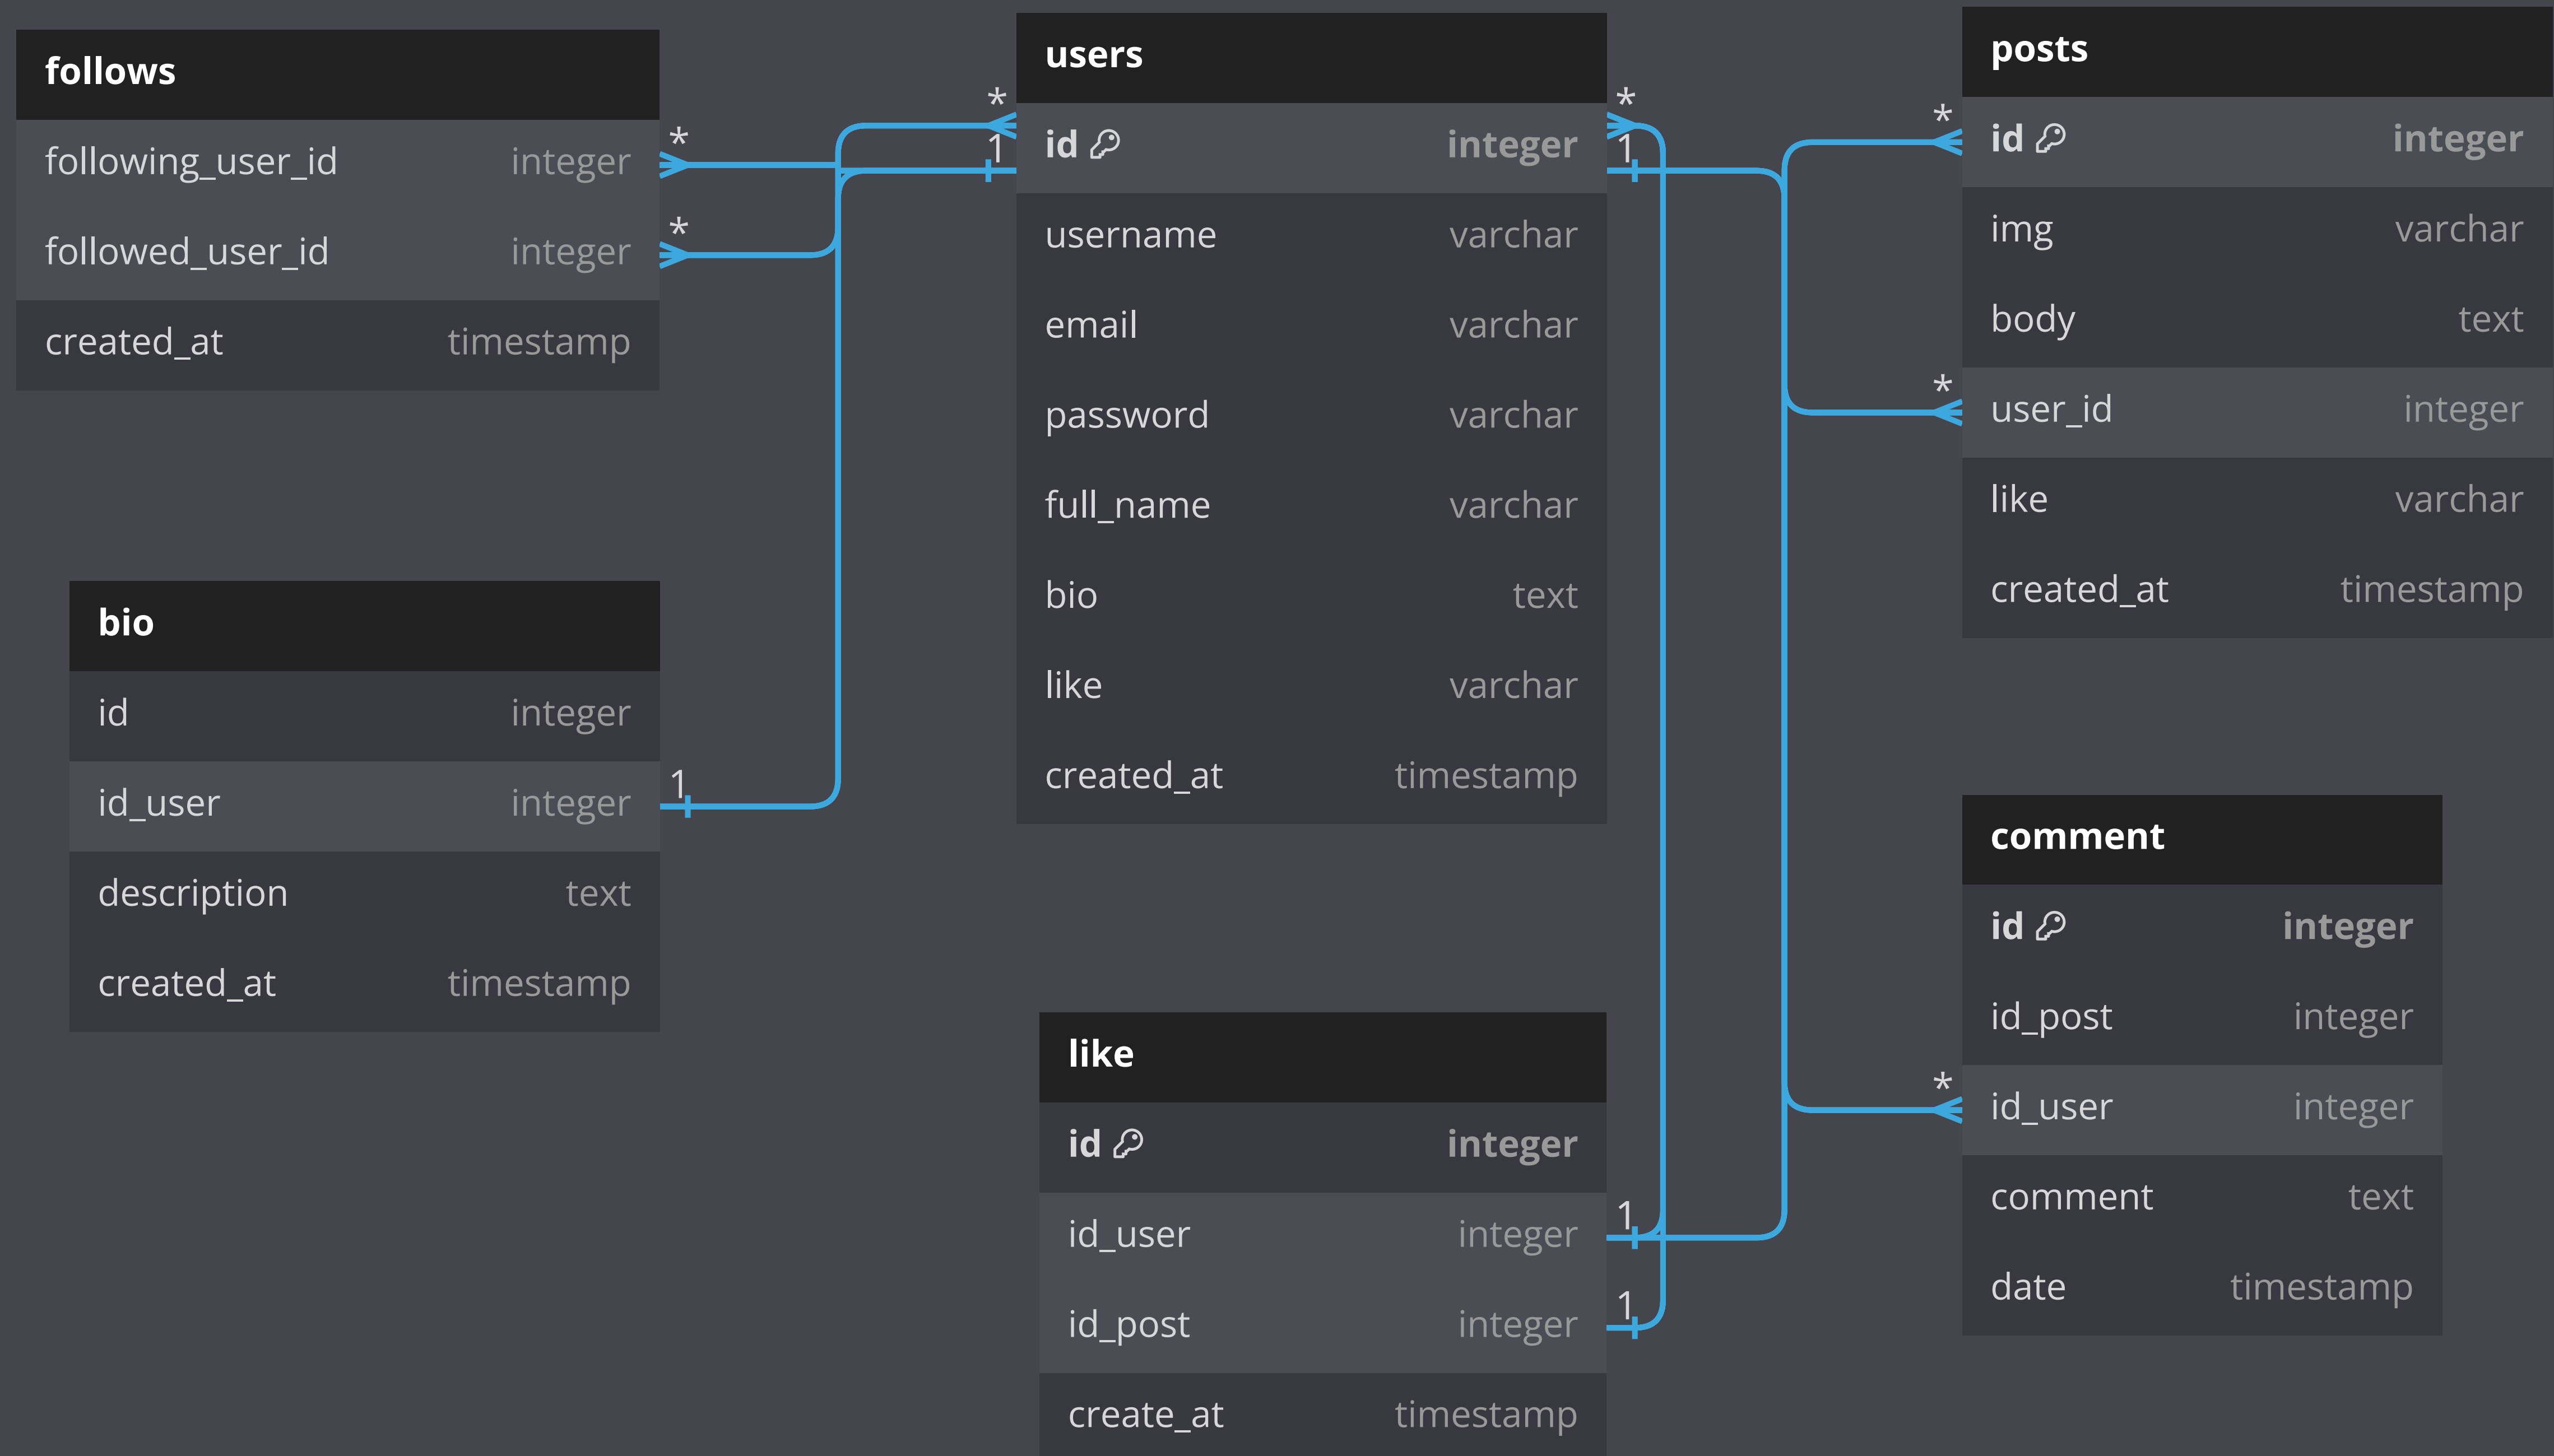 follows
following_user_id integer
followed_user_id integer
created_at timestamp
* *
users
id integer
username varchar
email varchar
password varchar
full_name varchar
bio text
like varchar
created_at timestamp
* 1
* 1
posts
id integer
img varchar
body text
user_id integer
like varchar
created_at timestamp
* *
bio
id integer
id_user integer
description text
created_at timestamp
1
like
id integer
id_user integer
id_post integer
create_at timestamp
1
1
comment
id integer
id_post integer
id_user integer
comment text
date timestamp
*